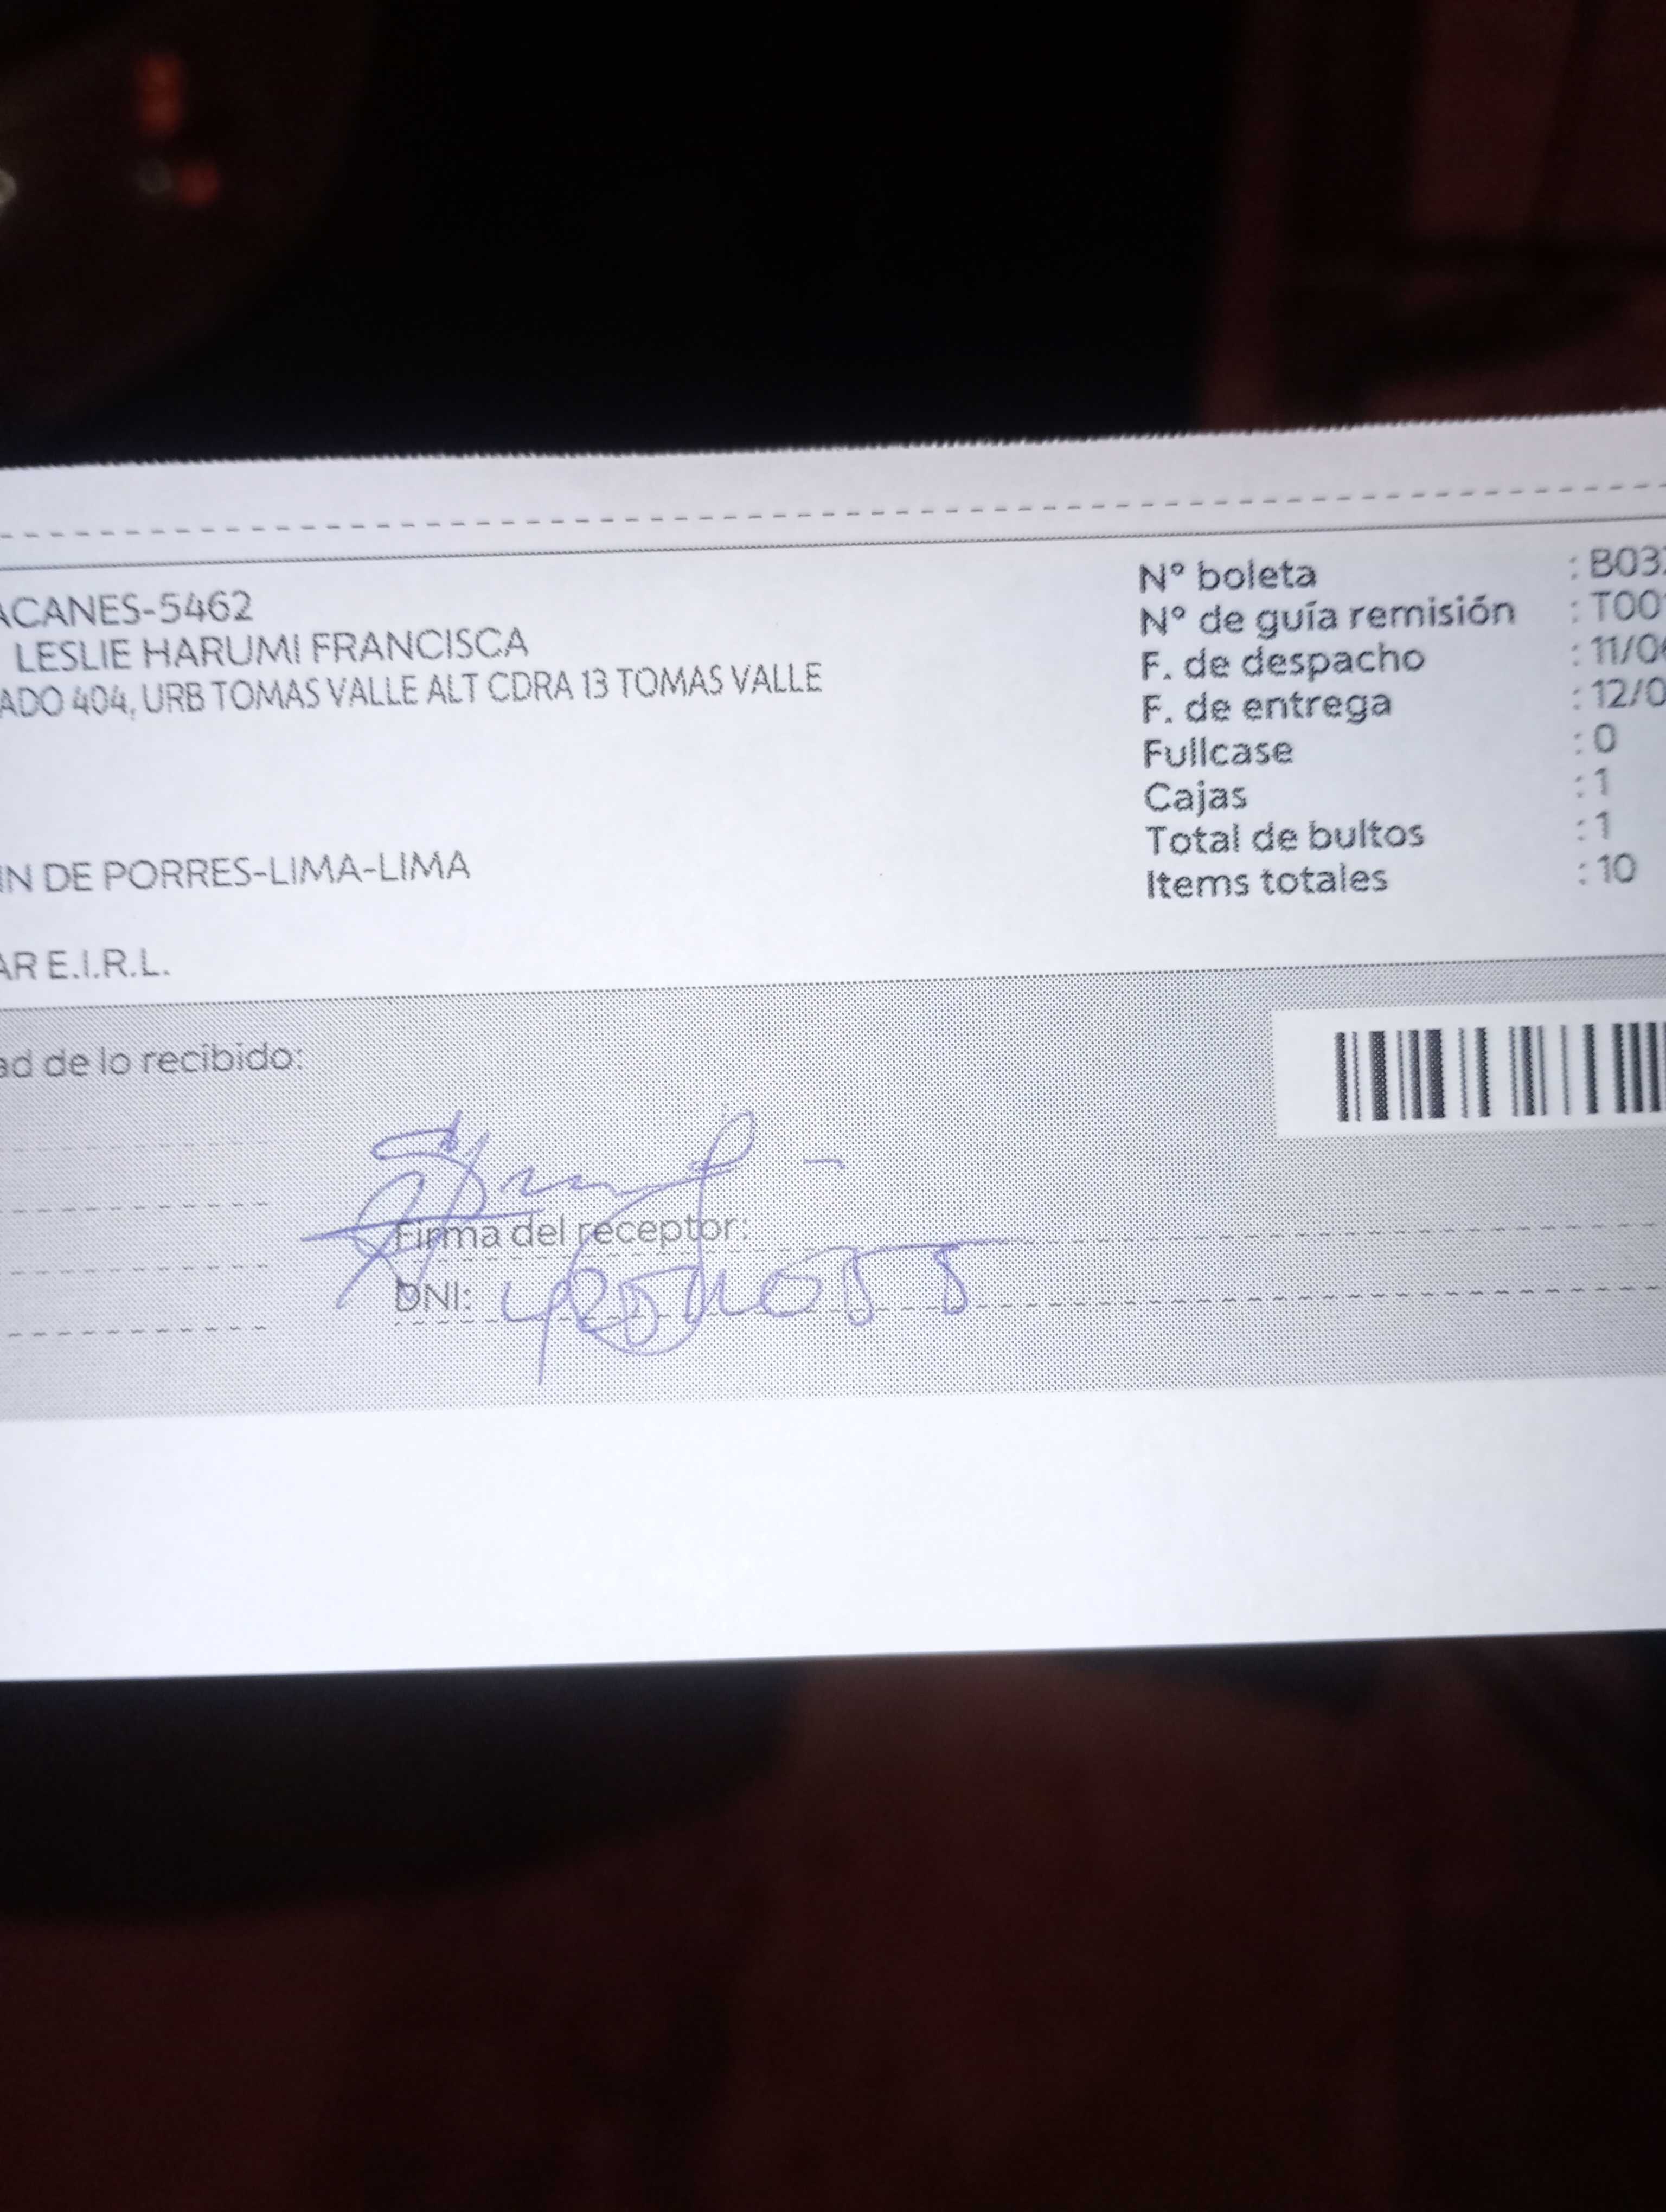 ACANES-5462
LESLIE HARUMI FRANCISCA
ADO 404, URB TOMAS VALLE ALT CDRA 13 TOMAS VALLE
IN DE PORRES-LIMA-LIMA
AR E.I.R.L.
Nº boleta : B03
Nº de guía remisión : T00
F. de despacho : 11/0
F. de entrega : 12/0
Fullcase : 0
Cajas : 1
Total de bultos : 1
Items totales : 10
ad de lo recibido:
Firma del receptor:
DNI: